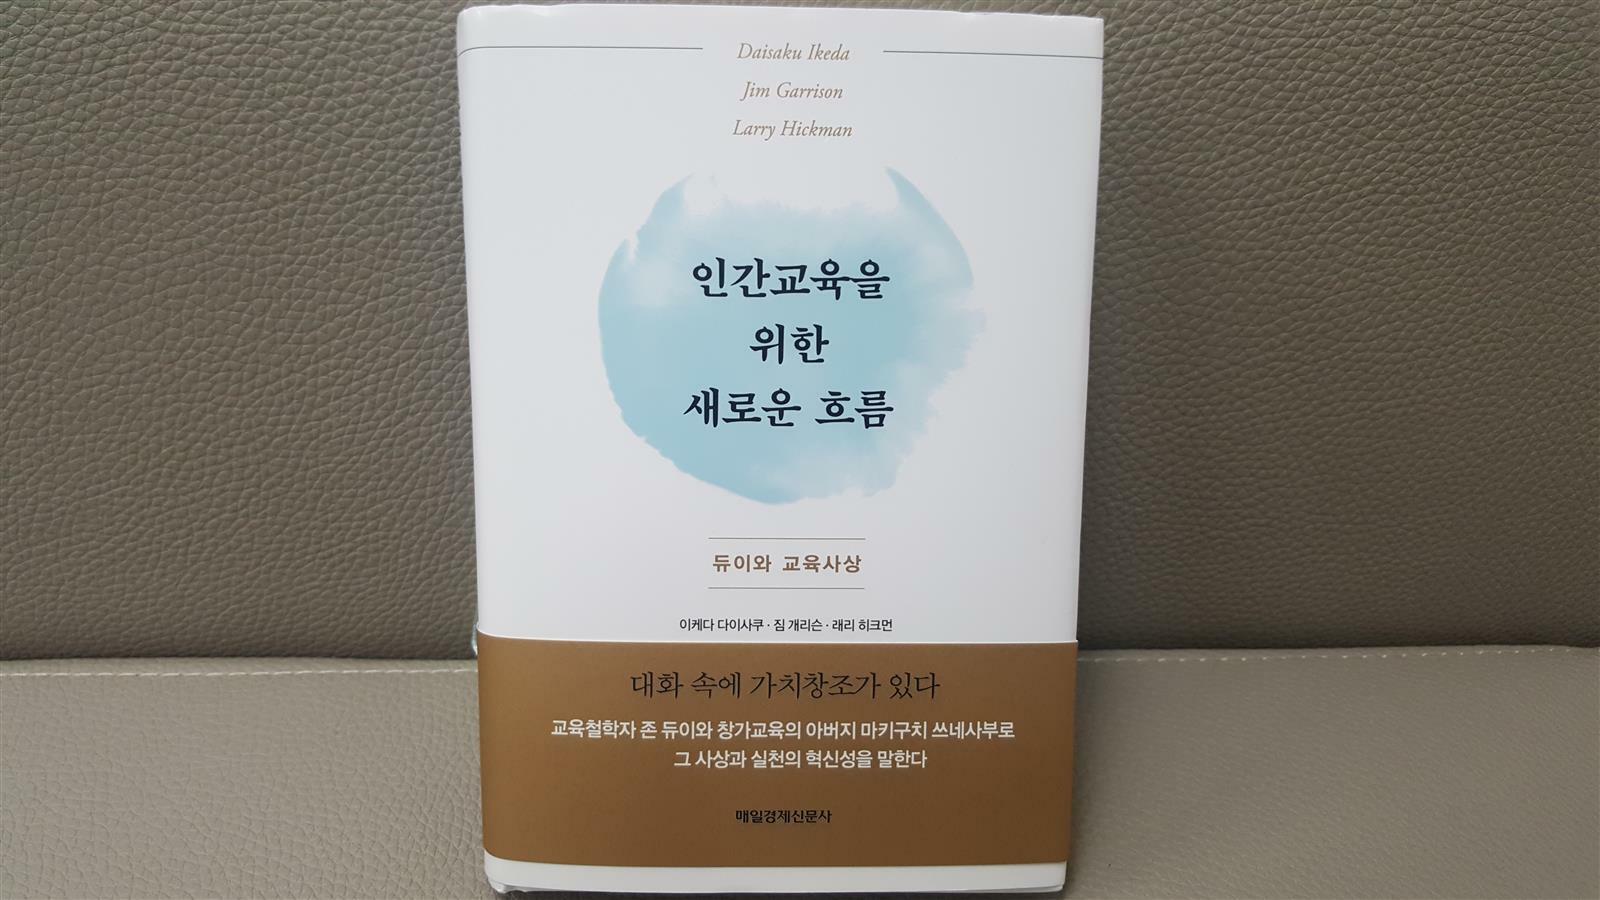 Daisaku Ikeda
Jim Garrison
Larry Hickman
인간교육을
위한
새로운 흐름
듀이와 교육사상
이케다 다이사쿠 · 짐 개리슨 · 래리 히크먼
대화 속에 가치창조가 있다
교육철학자 존 듀이와 창가교육의 아버지 마키구치 쓰네사부로
그 사상과 실천의 혁신성을 말한다
매일경제신문사